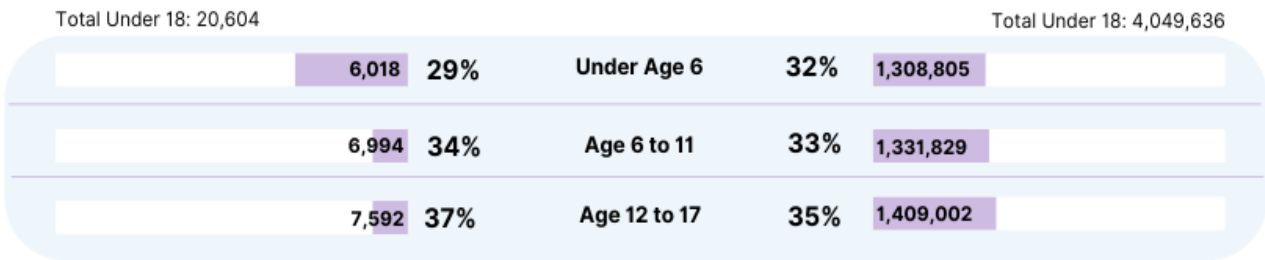 Total Under 18: 20,604 Total Under 18: 4,049,636
6,018 29% Under Age 6 32% 1,308,805
6,994 34% Age 6 to 11 33% 1,331,829
7,592 37% Age 12 to 17 35% 1,409,002